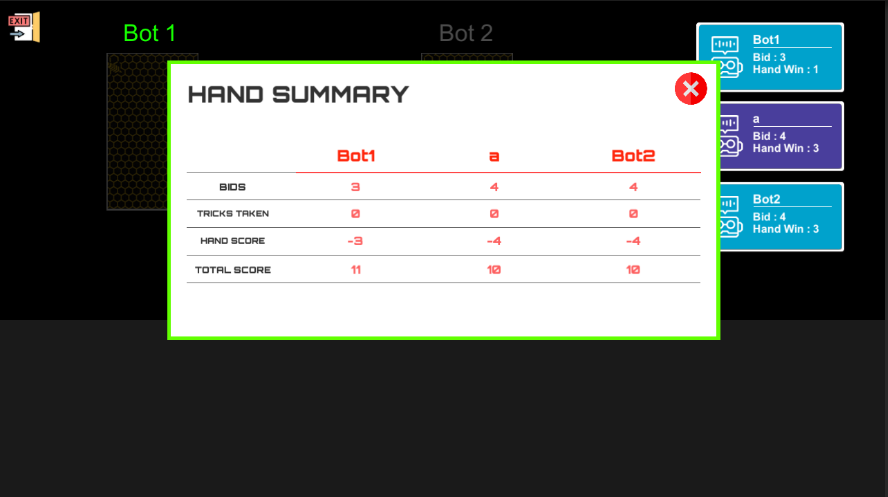 EXIT
Bot 1
Bot 2
HAND SUMMARY
Bot1 a Bot2
BIDS 3 4 4
TRICKS TAKEN 0 0 0
HAND SCORE -3 -4 -4
TOTAL SCORE 11 10 10
Bot1
Bid : 3
Hand Win : 1
a
Bid : 4
Hand Win : 3
Bot2
Bid : 4
Hand Win : 3